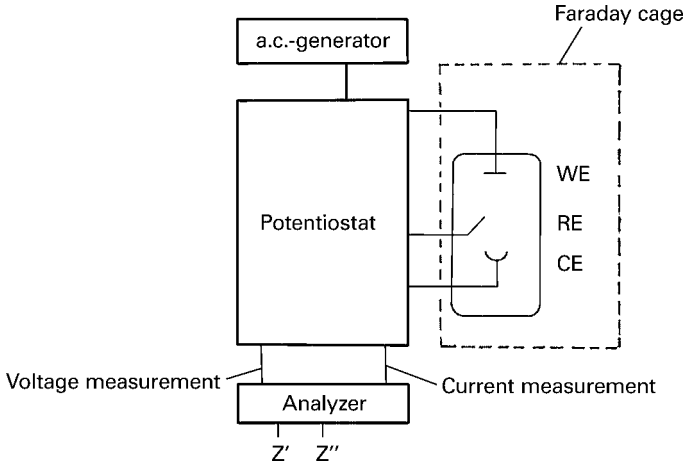 Faraday cage
a.c.-generator
WE
Potentiostat
RE
CE
Voltage measurement
Current measurement
Analyzer
Z' Z''